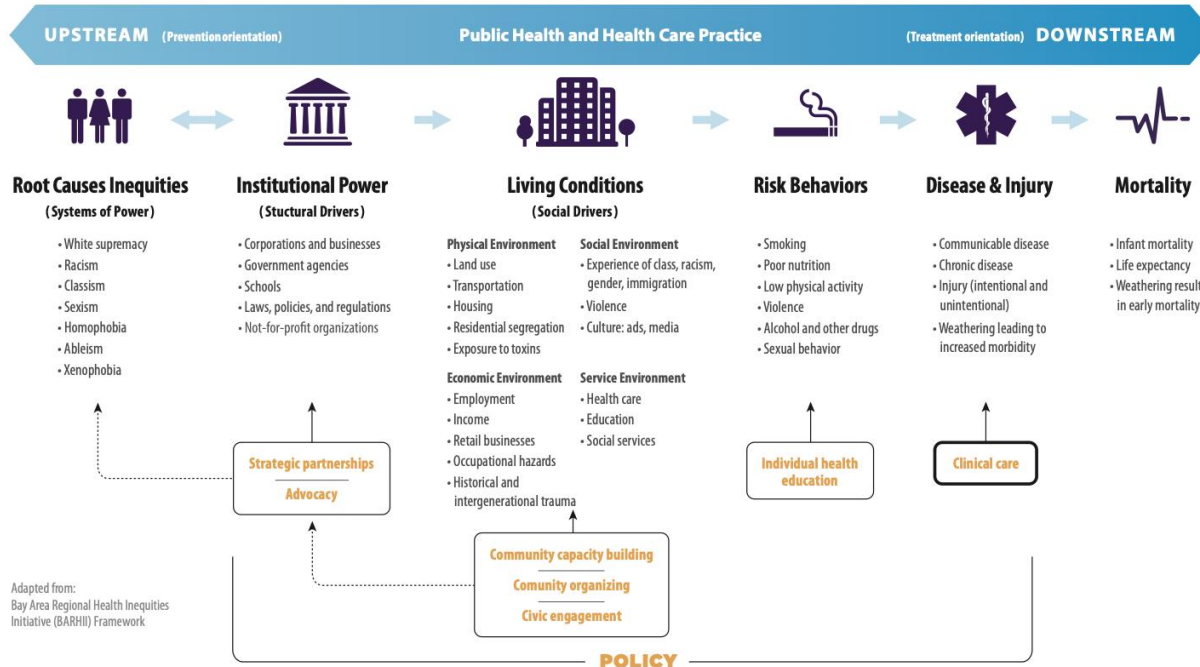 UPSTREAM (Prevention orientation) Public Health and Health Care Practice (Treatment orientation) DOWNSTREAM
Root Causes Inequities
(Systems of Power)
• White supremacy
• Racism
• Classism
• Sexism
• Homophobia
• Ableism
• Xenophobia
Institutional Power
(Stuctural Drivers)
• Corporations and businesses
• Government agencies
• Schools
• Laws, policies, and regulations
• Not-for-profit organizations
Strategic partnerships
Advocacy
Living Conditions
(Social Drivers)
Physical Environment
• Land use
• Transportation
• Housing
• Residential segregation
• Exposure to toxins
Social Environment
• Experience of class, racism,
gender, immigration
• Violence
• Culture: ads, media
Economic Environment
• Employment
• Income
• Retail businesses
• Occupational hazards
• Historical and
intergenerational trauma
Service Environment
• Health care
• Education
• Social services
Community capacity building
Comunity organizing
Civic engagement
Risk Behaviors
• Smoking
• Poor nutrition
• Low physical activity
• Violence
• Alcohol and other drugs
• Sexual behavior
Individual health
education
Disease & Injury
• Communicable disease
• Chronic disease
• Injury (intentional and
unintentional)
• Weathering leading to
increased morbidity
Clinical care
Mortality
• Infant mortality
• Life expectancy
• Weathering result
in early mortality
Adapted from:
Bay Area Regional Health Inequities
Initiative (BARHII) Framework
POLICY